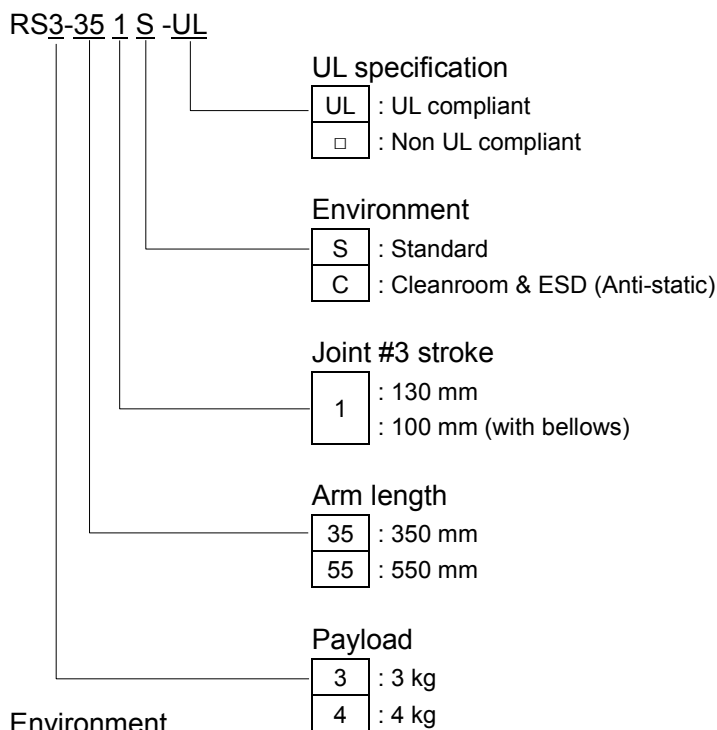 RS3-35 1 S -UL
UL specification
UL : UL compliant
□ : Non UL compliant
Environment
S : Standard
C : Cleanroom & ESD (Anti-static)
Joint #3 stroke
1 : 130 mm
: 100 mm (with bellows)
Arm length
35 : 350 mm
55 : 550 mm
Payload
3 : 3 kg
4 : 4 kg
Environment